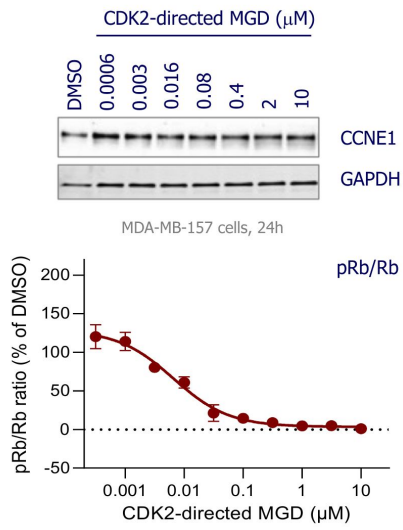 CDK2-directed MGD (µM)
DMSO
0.0006
0.003
0.016
0.08
0.4
2
10
CCNE1
GAPDH
MDA-MB-157 cells, 24h
pRb/Rb
pRb/Rb ratio (% of DMSO)
200
150
100
50
0
-50
0.001
0.01
0.1
1
10
CDK2-directed MGD (µM)